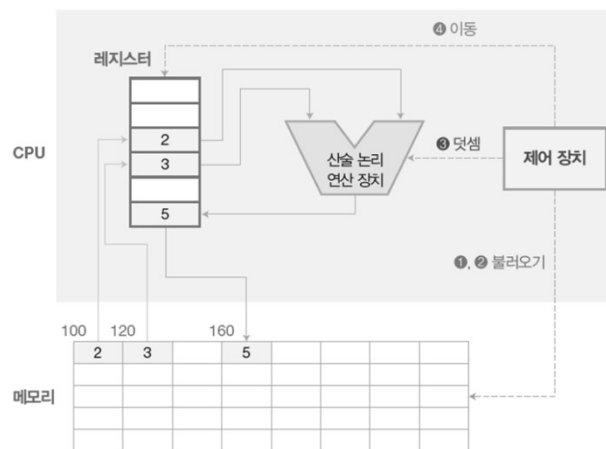 ❹ 이동
레지스터
CPU
2
3
5
산술 논리
연산 장치
❸ 덧셈
제어 장치
❶, ❷ 불러오기
100 120 160
2 3 5
메모리